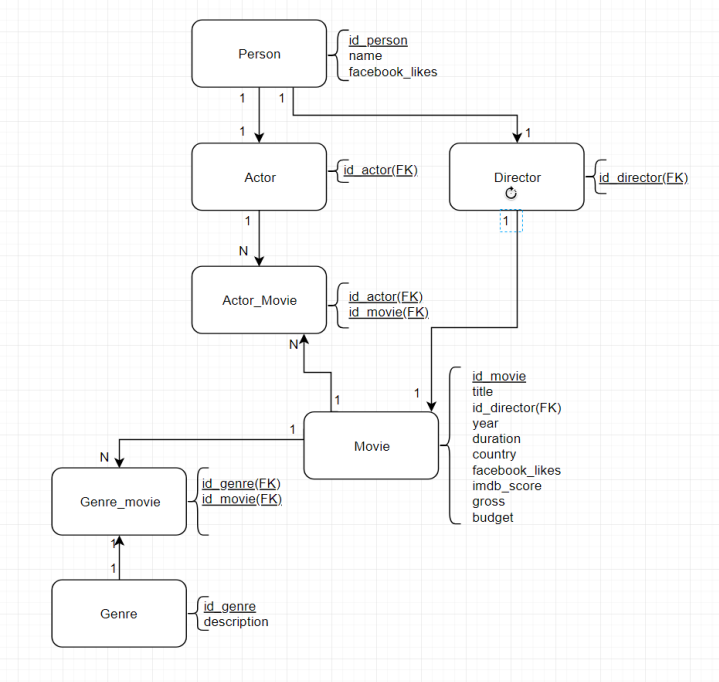 Person
id_person
name
facebook_likes
1
1
1
1
Actor
id_actor(FK)
Director
id_director(FK)
1
1
N
Actor_Movie
id_actor(FK)
id_movie(FK)
N
1
1
Movie
id_movie
title
id_director(FK)
year
duration
country
facebook_likes
imdb_score
gross
budget
1
N
Genre_movie
id_genre(FK)
id_movie(FK)
1
1
Genre
id_genre
description